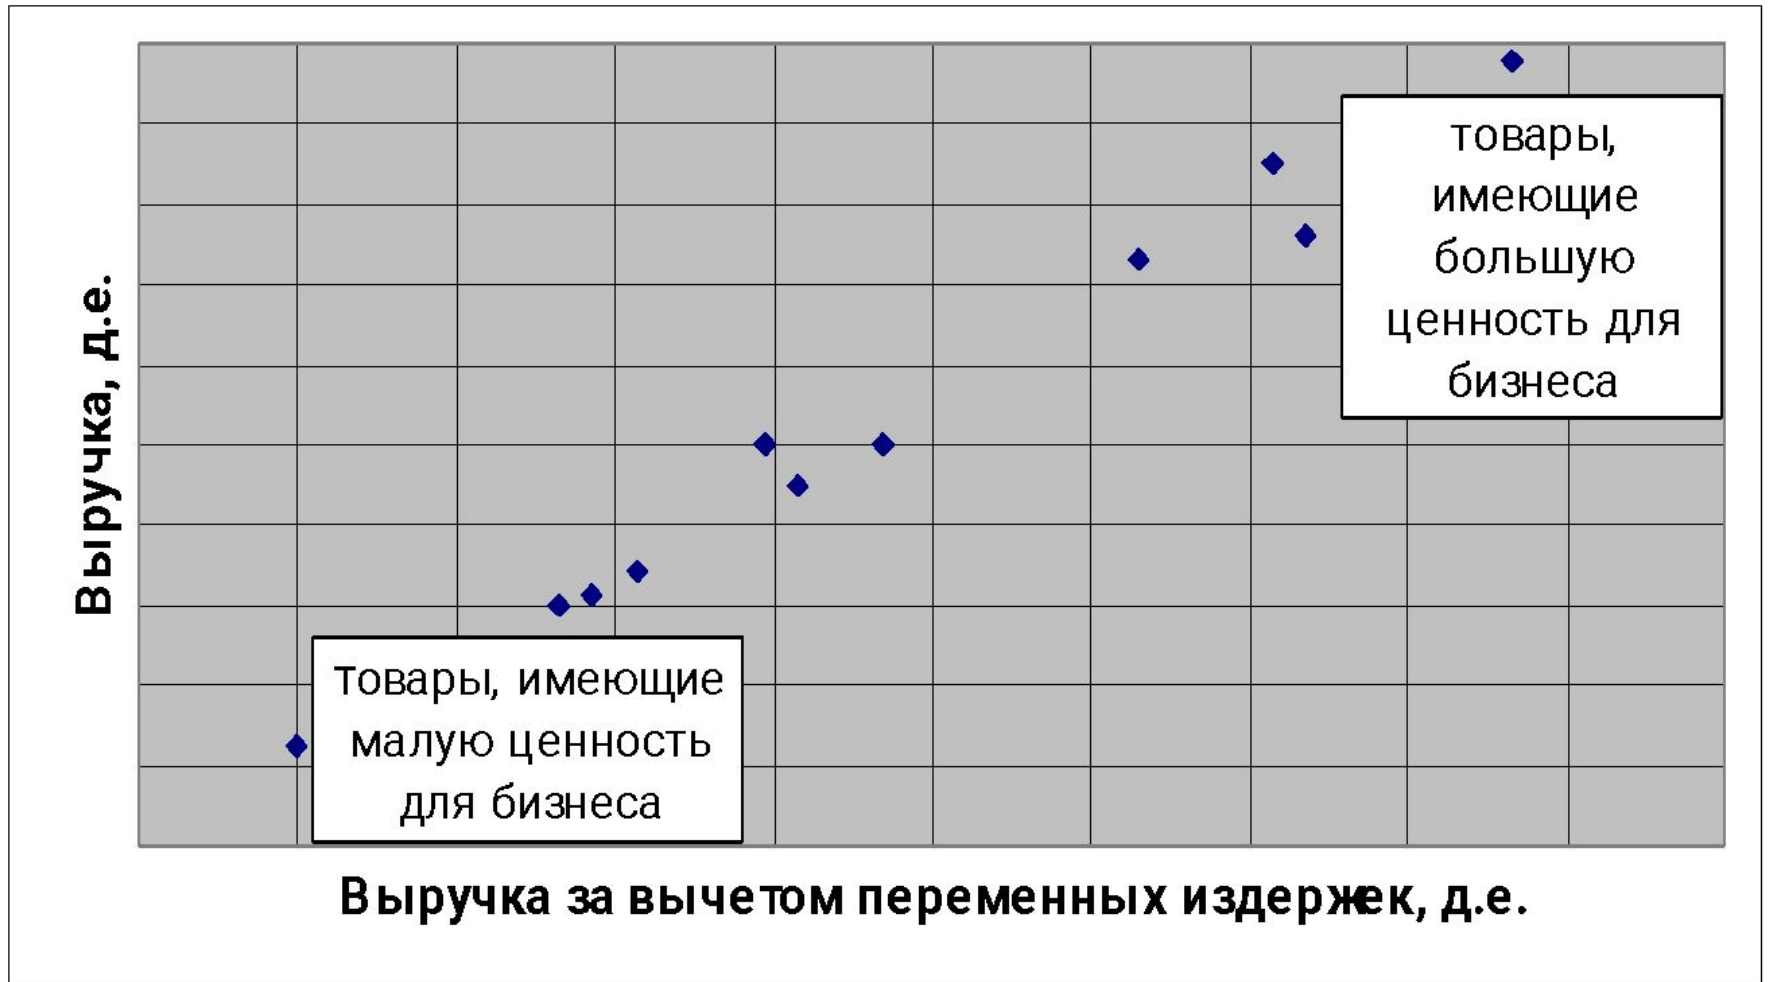 Выручка, д.е.
товары,
имеющие
большую
ценность для
бизнеса
товары, имеющие
малую ценность
для бизнеса
Выручка за вычетом переменных издержек, д.е.